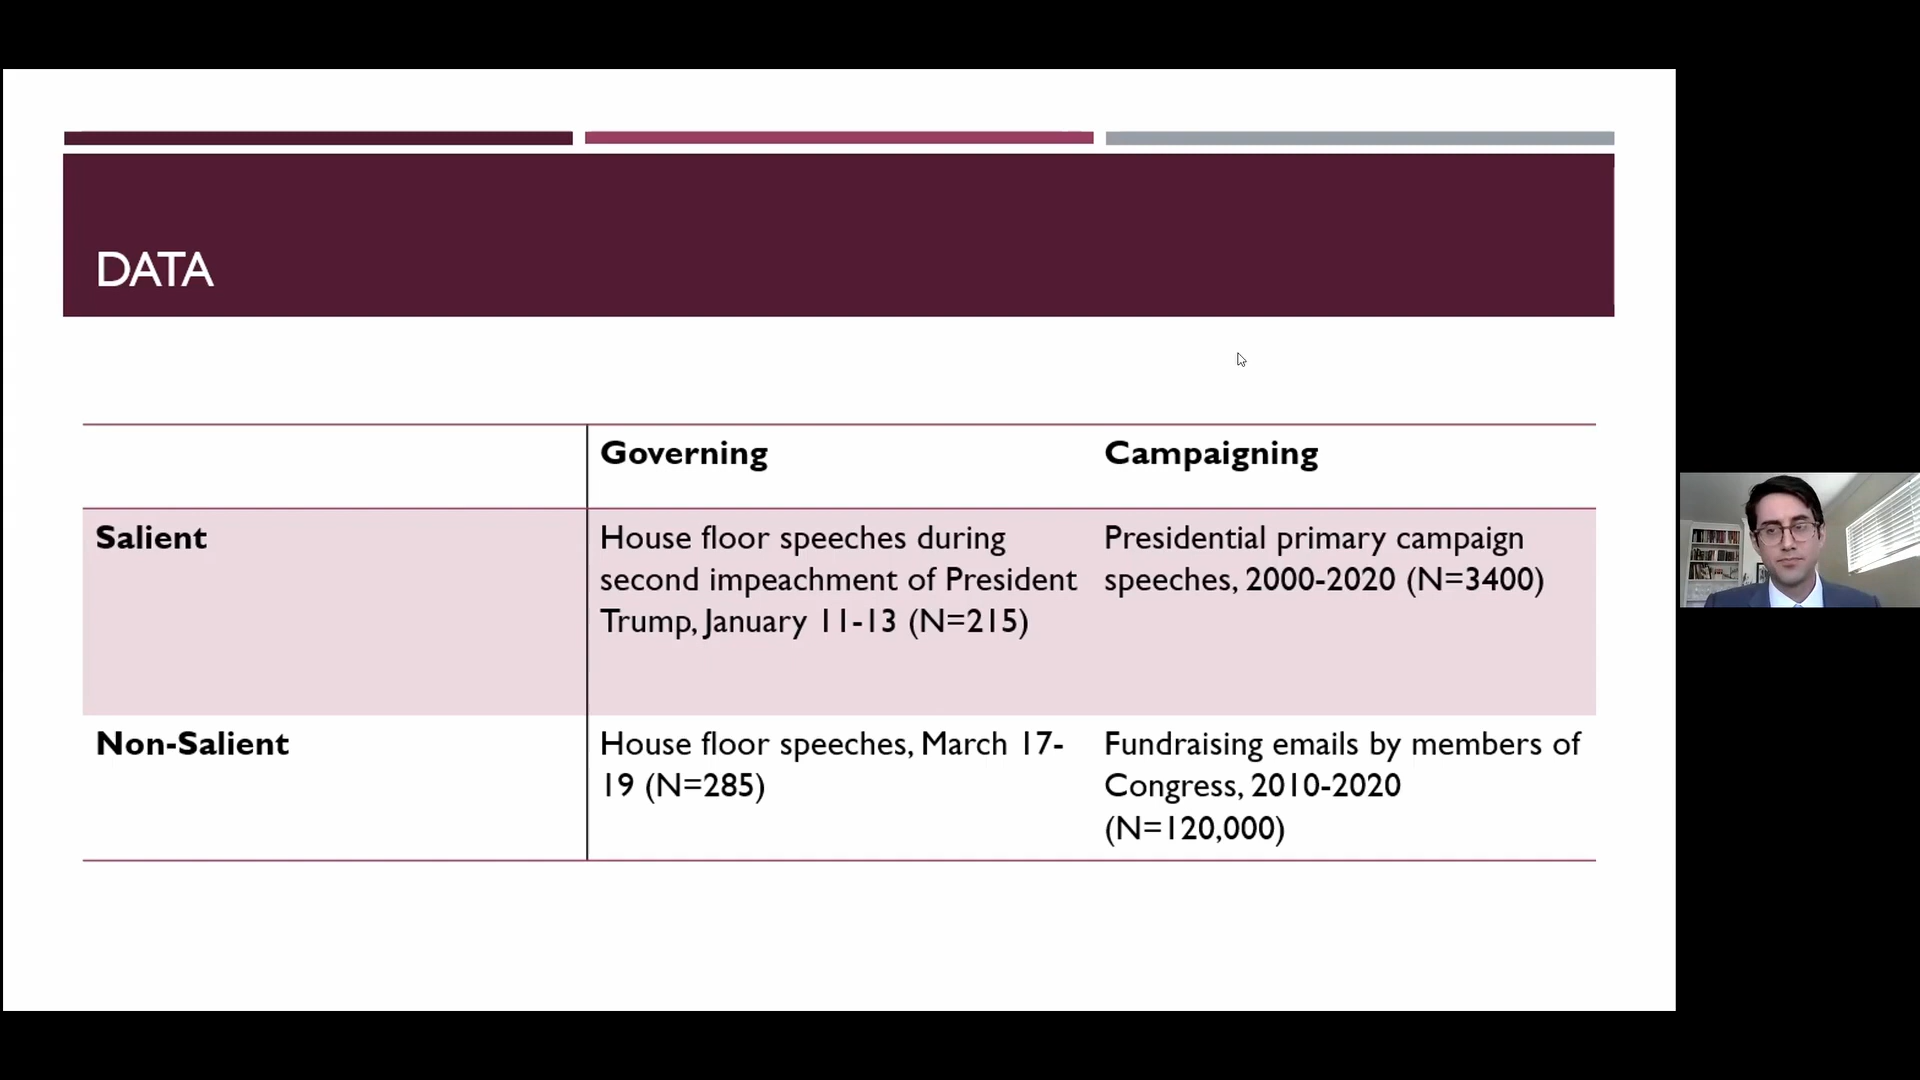 DATA
Governing
Campaigning
Salient
House floor speeches during
second impeachment of President
Trump, January 11-13 (N=215)
Presidential primary campaign
speeches, 2000-2020 (N=3400)
Non-Salient
House floor speeches, March 17-
19 (N=285)
Fundraising emails by members of
Congress, 2010-2020
(N=120,000)